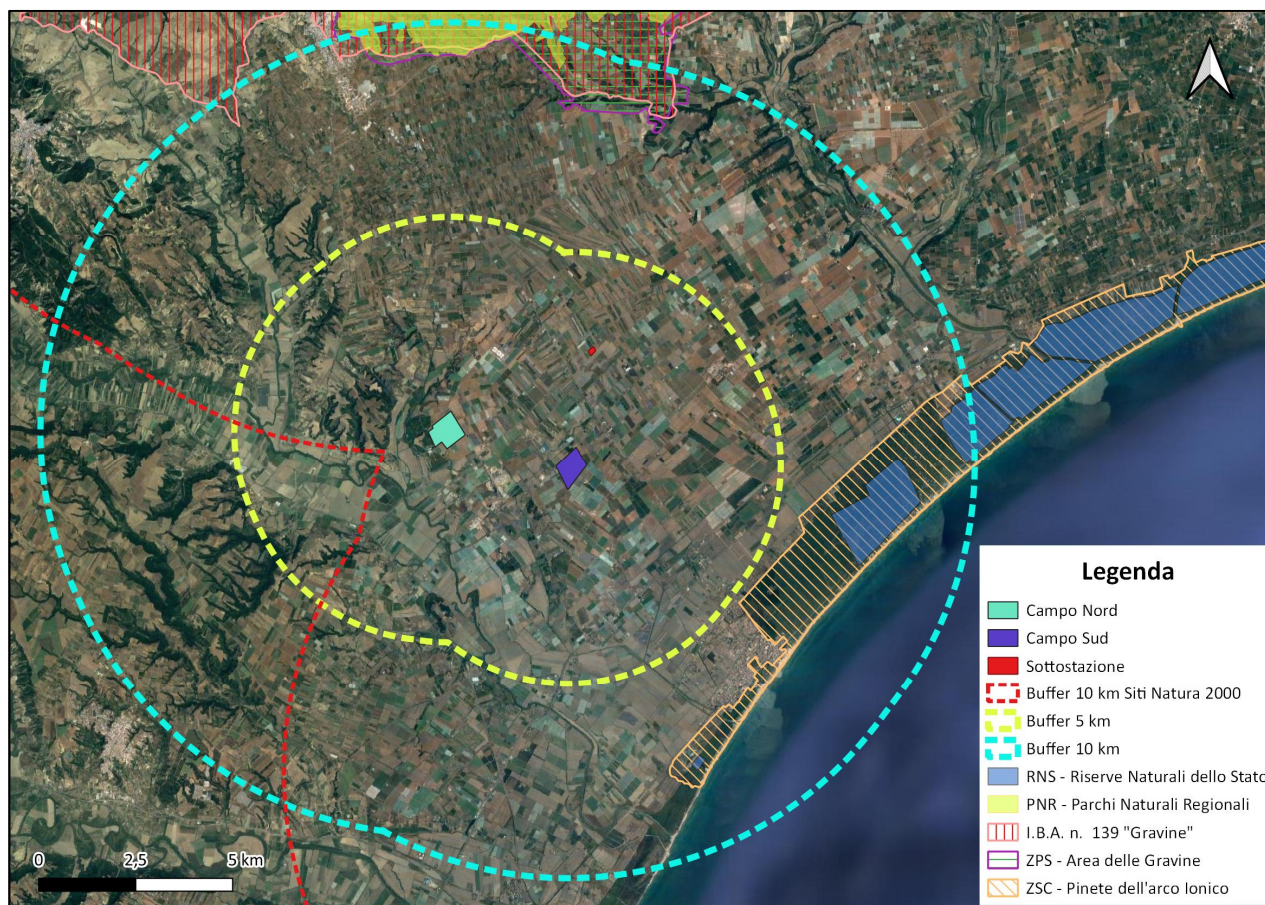 Legenda
Campo Nord
Campo Sud
Sottostazione
Buffer 10 km Siti Natura 2000
Buffer 5 km
Buffer 10 km
RNS - Riserve Naturali dello Stato
PNR - Parchi Naturali Regionali
I.B.A. n. 139 "Gravine"
ZPS - Area delle Gravine
ZSC - Pinete dell'arco Ionico
0 2,5 5 km